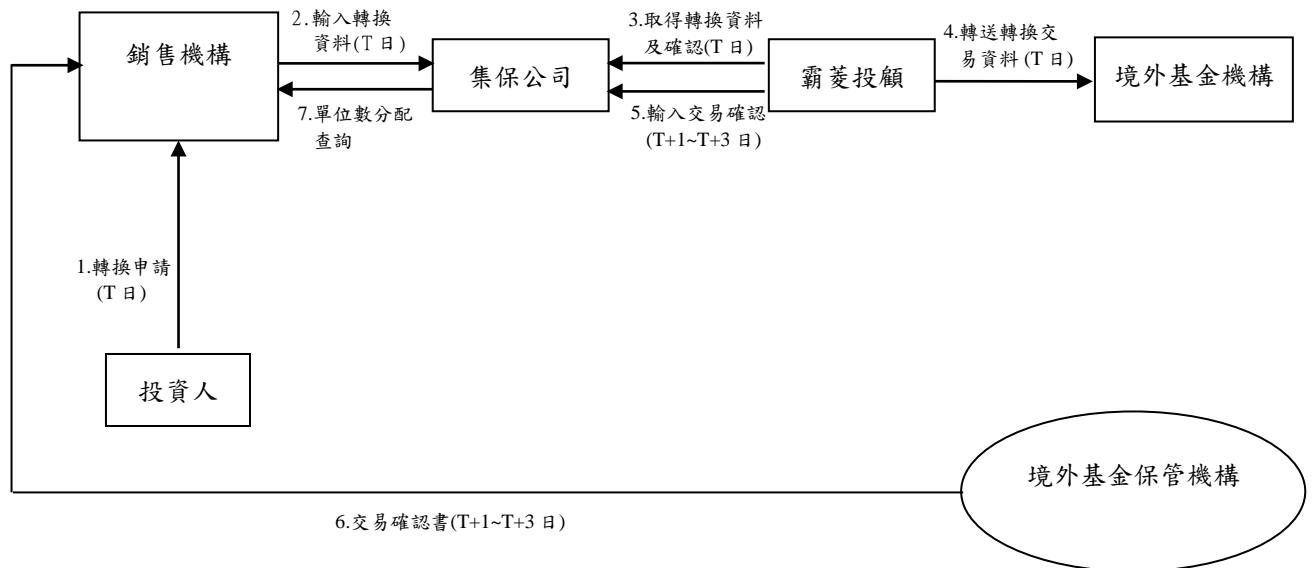 2.輸入轉換
資料(T 日)
3.取得轉換資料
及確認(T 日)
4.轉送轉換交
易資料 (T 日)
銷售機構
集保公司
霸菱投顧
境外基金機構
7.單位數分配
查詢
5.輸入交易確認
(T+1~T+3 日)
1.轉換申請
(T 日)
投資人
境外基金保管機構
6.交易確認書(T+1~T+3 日)